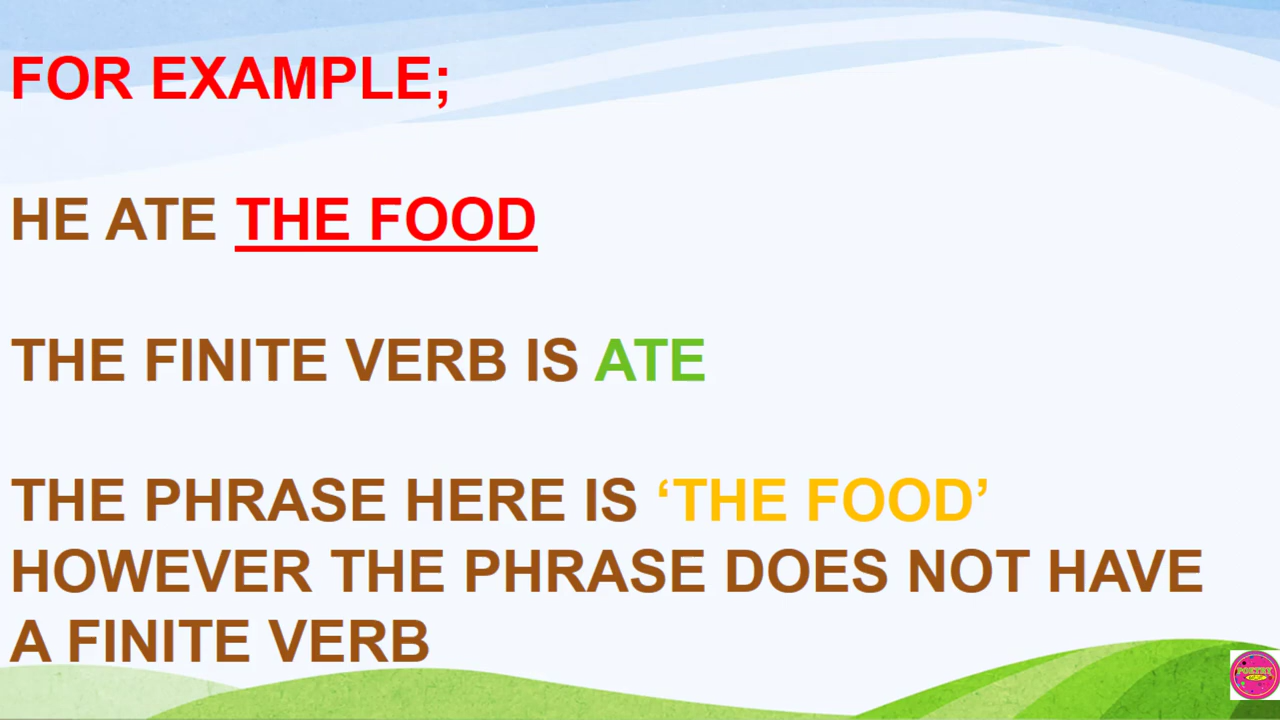 FOR EXAMPLE;
HE ATE THE FOOD
THE FINITE VERB IS ATE
THE PHRASE HERE IS ‘THE FOOD’
HOWEVER THE PHRASE DOES NOT HAVE
A FINITE VERB
POETRY